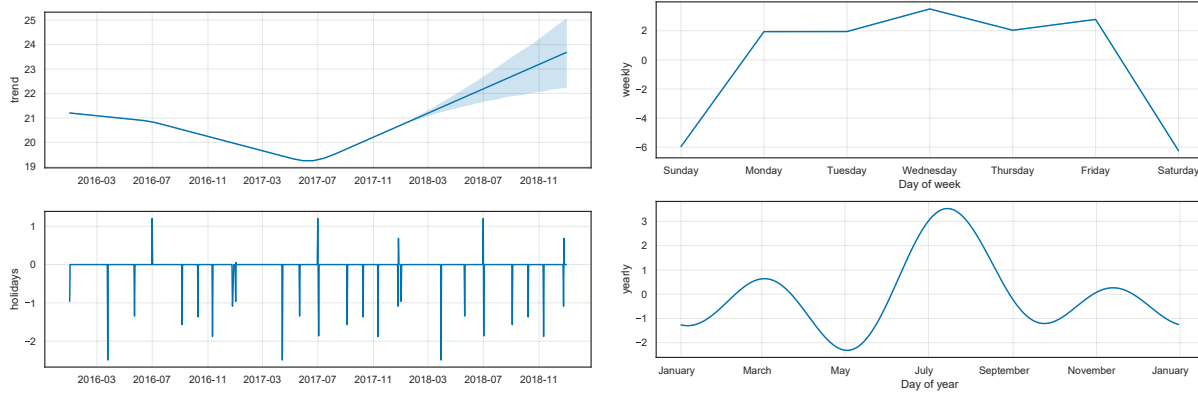 25
24
23
22
21
20
19
trend
2016-03 2016-07 2016-11 2017-03 2017-07 2017-11 2018-03 2018-07 2018-11
2
0
−2
−4
−6
weekly
Sunday Monday Tuesday Wednesday Thursday Friday Saturday
Day of week
1
0
−1
−2
holidays
2016-03 2016-07 2016-11 2017-03 2017-07 2017-11 2018-03 2018-07 2018-11
3
2
1
0
−1
−2
yearly
January March May July September November January
Day of year